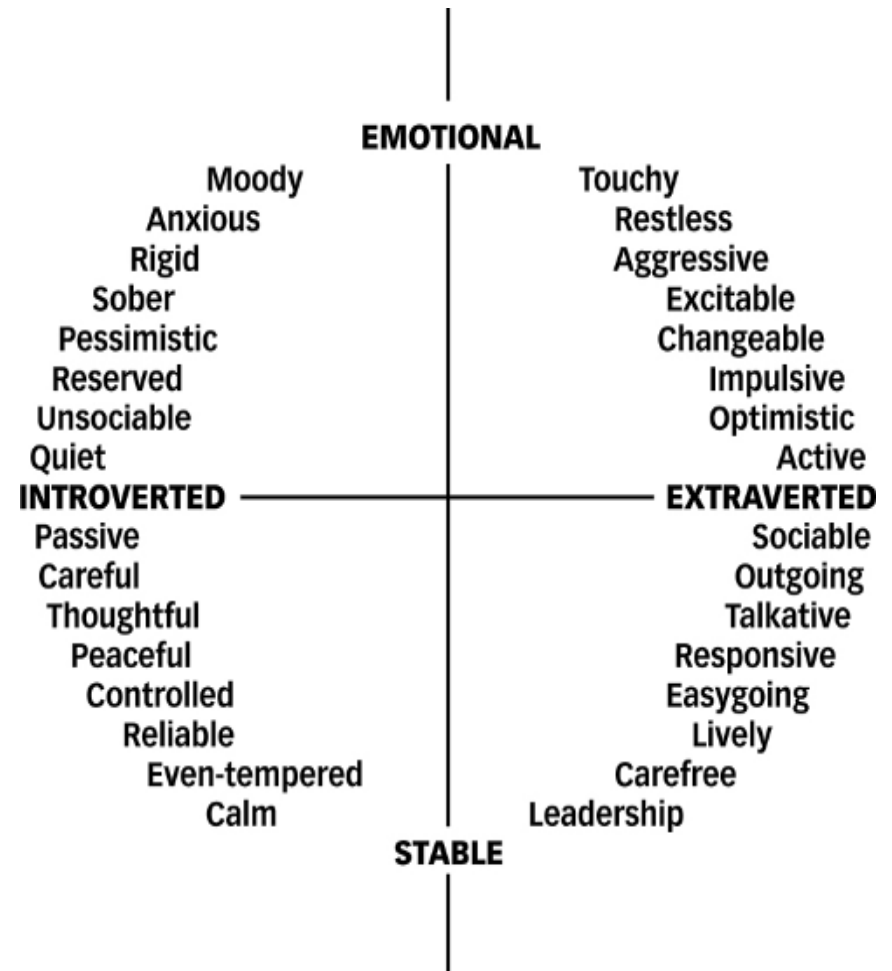 EMOTIONAL
Moody Touchy
Anxious Restless
Rigid Aggressive
Sober Excitable
Pessimistic Changeable
Reserved Impulsive
Unsociable Optimistic
Quiet Active
INTROVERTED EXTRAVERTED
Passive Sociable
Careful Outgoing
Thoughtful Talkative
Peaceful Responsive
Controlled Easygoing
Reliable Lively
Even-tempered Carefree
Calm Leadership
STABLE